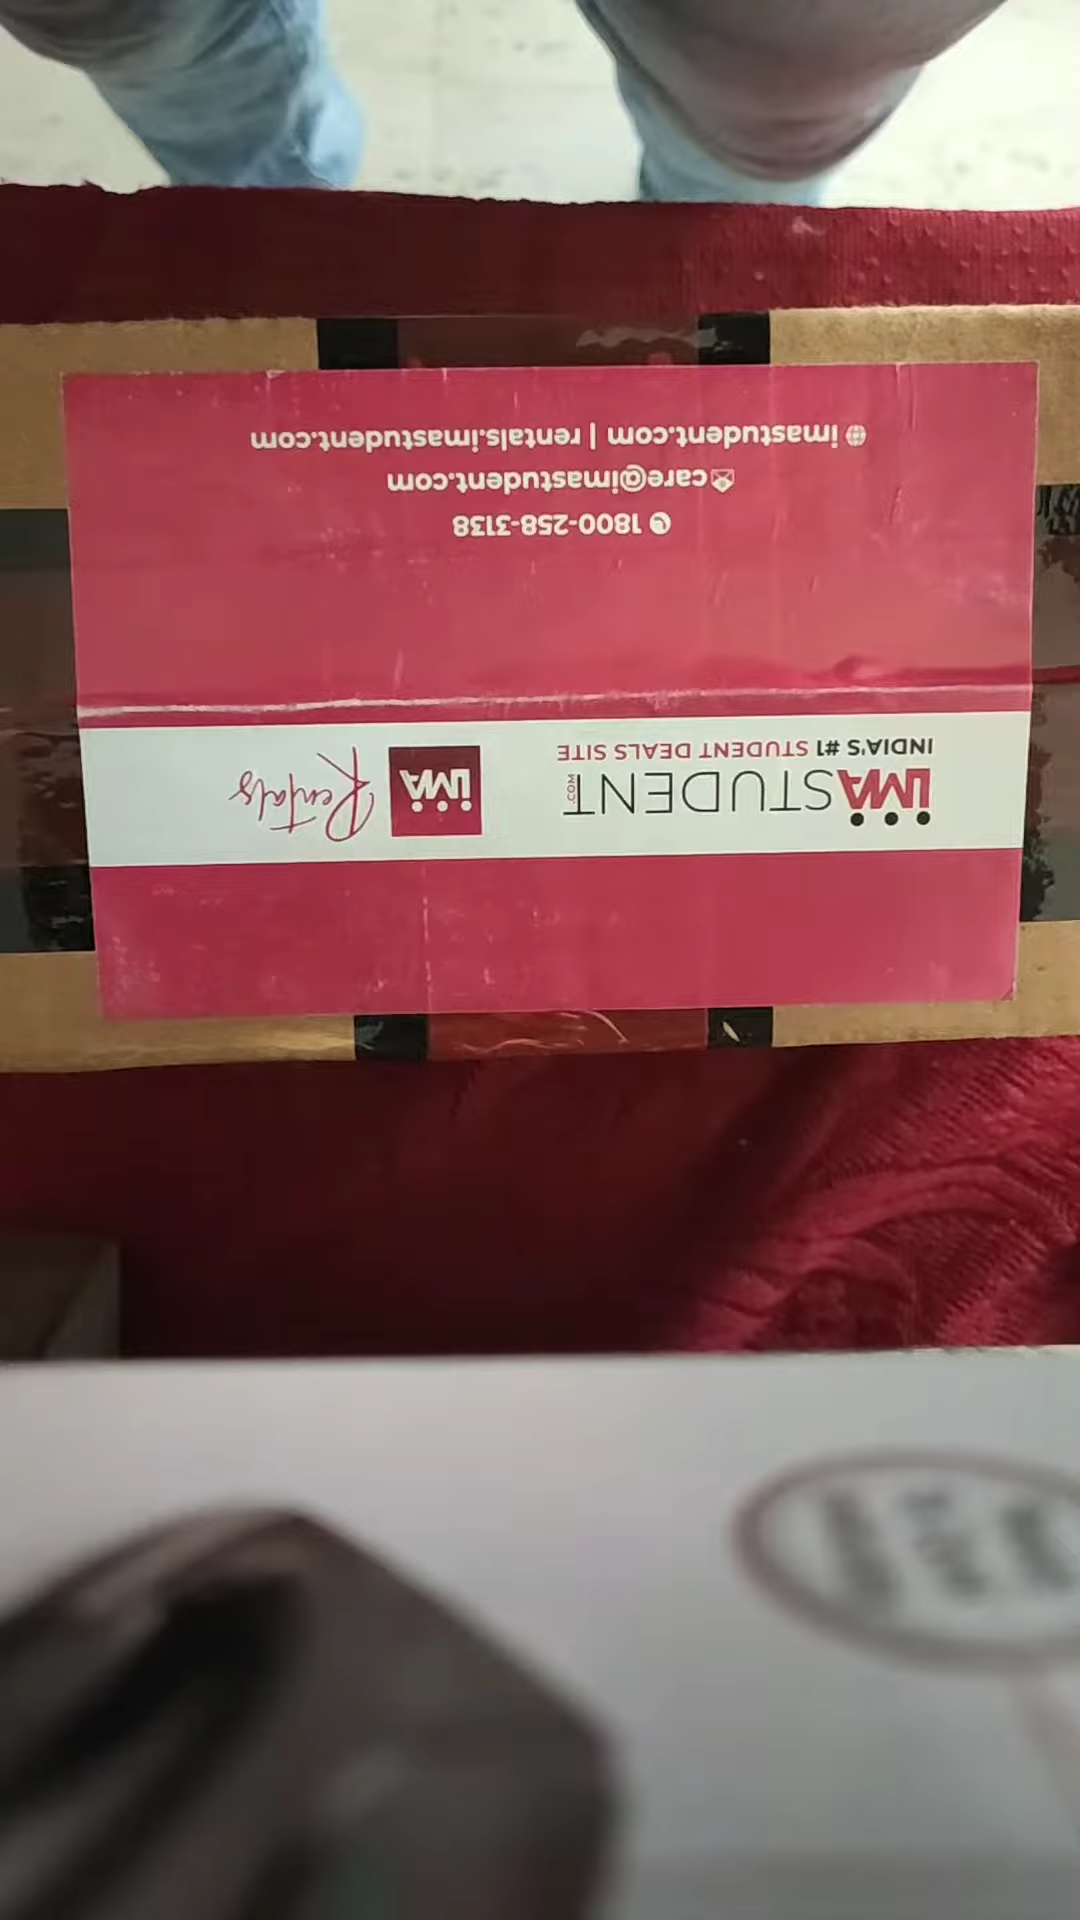 IMASTUDENT.COM
INDIA'S #1 STUDENT DEALS SITE
IMA Rentals
1800-258-3138
care@imastudent.com
imastudent.com | rentals.imastudent.com